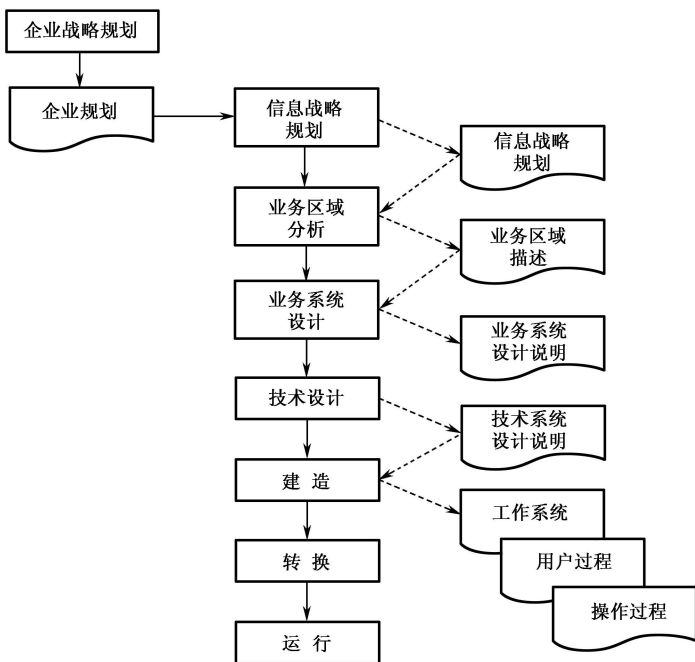 企业战略规划
企业规划
信息战略
规划
信息战略
规划
业务区域
分析
业务区域
描述
业务系统
设计
业务系统
设计说明
技术设计
技术系统
设计说明
建 造
工作系统
转 换
用户过程
操作过程
运 行